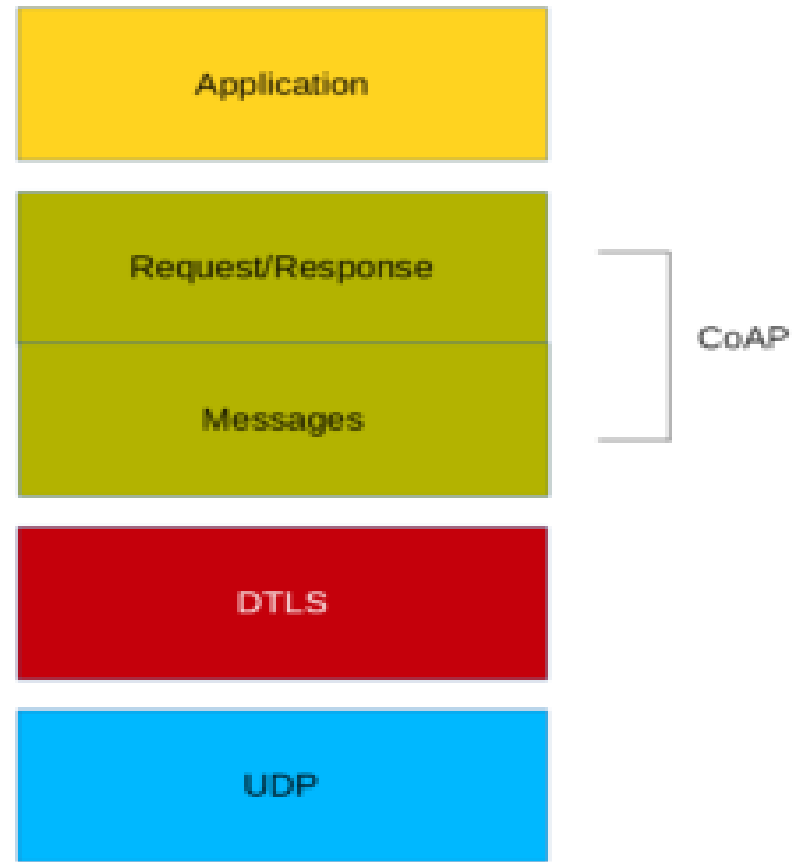 Application
Request/Response
CoAP
Messages
DTLS
UDP